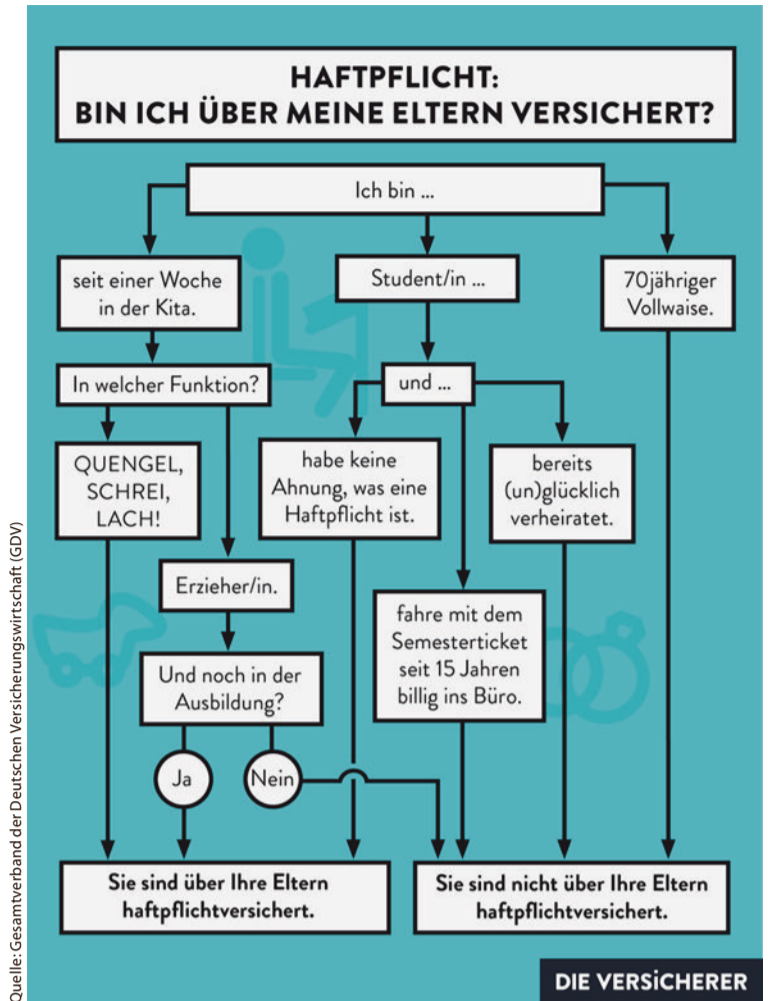 HAFTPFLICHT:
BIN ICH ÜBER MEINE ELTERN VERSICHERT?
Ich bin ...
seit einer Woche
in der Kita.
Student/in ...
70jähriger
Vollwaise.
In welcher Funktion?
und ...
QUENGEL,
SCHREI,
LACH!
habe keine
Ahnung, was eine
Haftpflicht ist.
bereits
(un)glücklich
verheiratet.
Erzieher/in.
fahre mit dem
Semesterticket
seit 15 Jahren
billig ins Büro.
Und noch in der
Ausbildung?
Ja
Nein
Sie sind über Ihre Eltern
haftpflichtversichert.
Sie sind nicht über Ihre Eltern
haftpflichtversichert.
DIE VERSiCHERER
Quelle: Gesamtverband der Deutschen Versicherungswirtschaft (GDV)